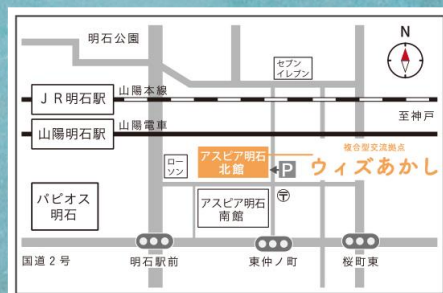 明石公園
N
セブン
イレブン
山陽本線
JR明石駅
至神戸
山陽電車
山陽明石駅
複合型交流拠点
アスピア明石
北館
ウィズあかし
ロー
ソン
P
〒
パピオス
明石
アスピア明石
南館
国道2号
明石駅前
東仲ノ町
桜町東